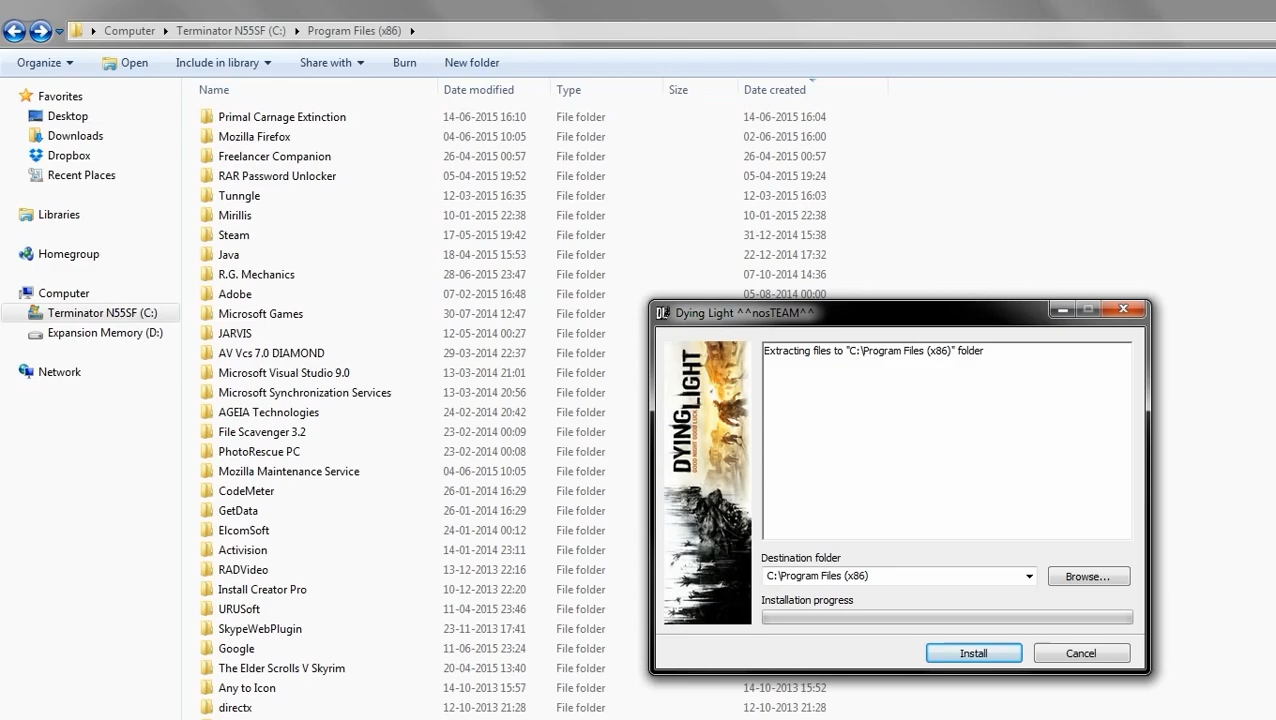 Computer Terminator N55SF (C:) Program Files (x86)
Organize Open Include in library Share with Burn New folder
Name Date modified Type Size Date created
Favorites
Desktop
Downloads
Dropbox
Recent Places
Libraries
Homegroup
Computer
Terminator N55SF (C:)
Expansion Memory (D:)
Network
Primal Carnage Extinction 14-06-2015 16:10 File folder 14-06-2015 16:04
Mozilla Firefox 04-06-2015 10:05 File folder 02-06-2015 16:00
Freelancer Companion 26-04-2015 00:57 File folder 26-04-2015 00:57
RAR Password Unlocker 05-04-2015 19:52 File folder 05-04-2015 19:24
Tunngle 12-03-2015 16:35 File folder 12-03-2015 16:03
Mirillis 10-01-2015 22:38 File folder 10-01-2015 22:38
Steam 17-05-2015 19:42 File folder 31-12-2014 15:38
Java 18-04-2015 15:53 File folder 22-12-2014 17:32
R.G. Mechanics 28-06-2015 23:47 File folder 07-10-2014 14:36
Adobe 07-02-2015 16:48 File folder 05-08-2014 00:00
Microsoft Games 30-07-2014 12:47 File folder
JARVIS 12-05-2014 00:27 File folder
AV Vcs 7.0 DIAMOND 29-03-2014 22:37 File folder
Microsoft Visual Studio 9.0 13-03-2014 21:01 File folder
Microsoft Synchronization Services 13-03-2014 20:56 File folder
AGEIA Technologies 24-02-2014 20:42 File folder
File Scavenger 3.2 23-02-2014 00:09 File folder
PhotoRescue PC 23-02-2014 00:08 File folder
Mozilla Maintenance Service 04-06-2015 10:05 File folder
CodeMeter 26-01-2014 16:29 File folder
GetData 26-01-2014 16:29 File folder
ElcomSoft 24-01-2014 00:12 File folder
Activision 14-01-2014 23:11 File folder
RADVideo 13-12-2013 22:16 File folder
Install Creator Pro 10-12-2013 22:20 File folder
URUSoft 11-04-2015 23:46 File folder
SkypeWebPlugin 23-11-2013 17:41 File folder
Google 11-06-2015 23:24 File folder
The Elder Scrolls V Skyrim 20-04-2015 13:40 File folder
Any to Icon 14-10-2013 15:57 File folder 14-10-2013 15:52
directx 12-10-2013 21:28 File folder 12-10-2013 21:28
Dying Light ^^nosTEAM^^
Extracting files to "C:\Program Files (x86)" folder
DYING LIGHT
GOOD NIGHT GOOD LUCK
Destination folder
C:\Program Files (x86) Browse...
Installation progress
Install Cancel